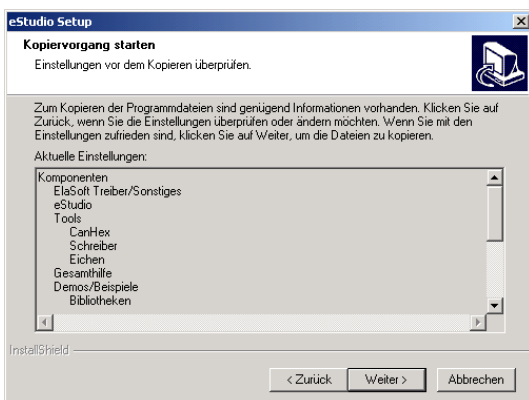 eStudio Setup
Kopiervorgang starten
Einstellungen vor dem Kopieren überprüfen.
Zum Kopieren der Programmdateien sind genügend Informationen vorhanden. Klicken Sie auf
Zurück, wenn Sie die Einstellungen überprüfen oder ändern möchten. Wenn Sie mit den
Einstellungen zufrieden sind, klicken Sie auf Weiter, um die Dateien zu kopieren.
Aktuelle Einstellungen:
Komponenten
ElaSoft Treiber/Sonstiges
eStudio
Tools
CanHex
Schreiber
Eichen
Gesamthilfe
Demos/Beispiele
Bibliotheken
InstallShield
< Zurück
Weiter >
Abbrechen